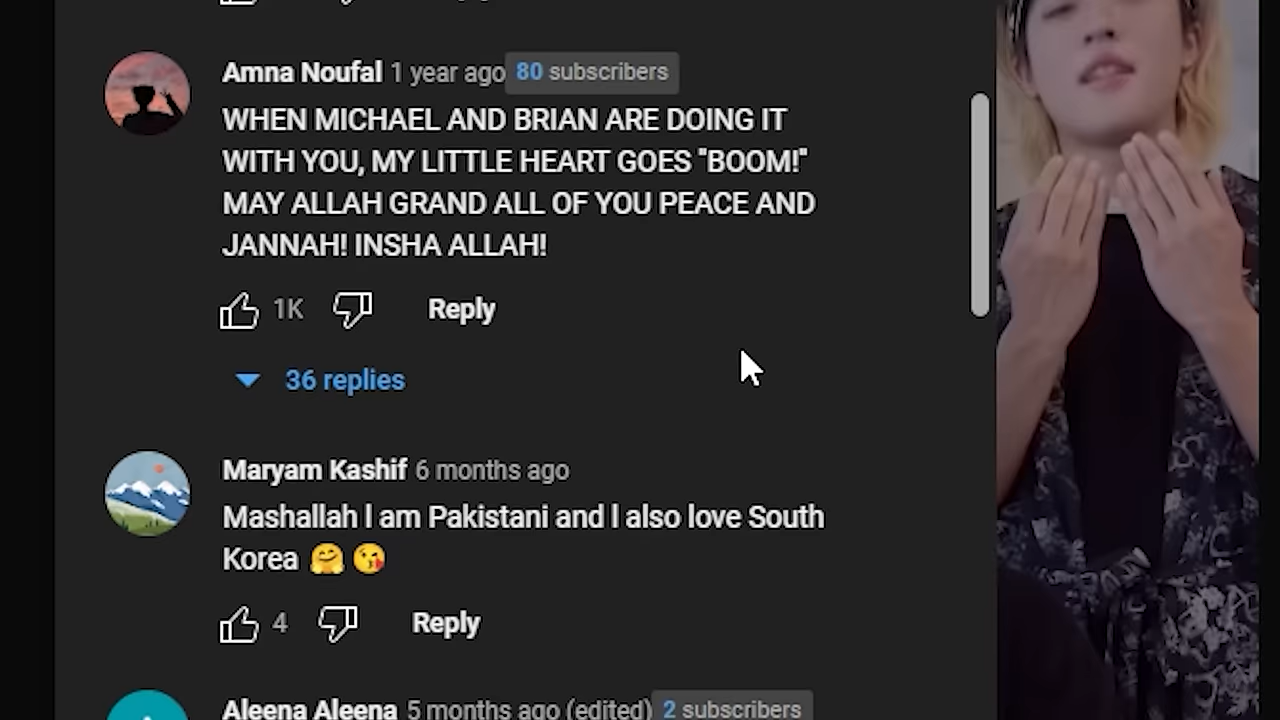 Amna Noufal 1 year ago 80 subscribers
WHEN MICHAEL AND BRIAN ARE DOING IT
WITH YOU, MY LITTLE HEART GOES "BOOM!"
MAY ALLAH GRAND ALL OF YOU PEACE AND
JANNAH! INSHA ALLAH!
1K Reply
36 replies
Maryam Kashif 6 months ago
Mashallah I am Pakistani and I also love South
Korea 🤗 😘
4 Reply
Aleena Aleena 5 months ago (edited) 2 subscribers